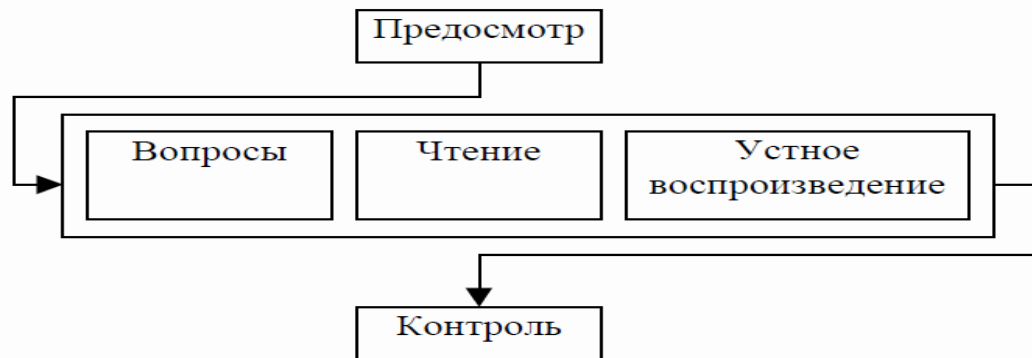 Предосмотр
Вопросы
Чтение
Устное
воспроизведение
Контроль